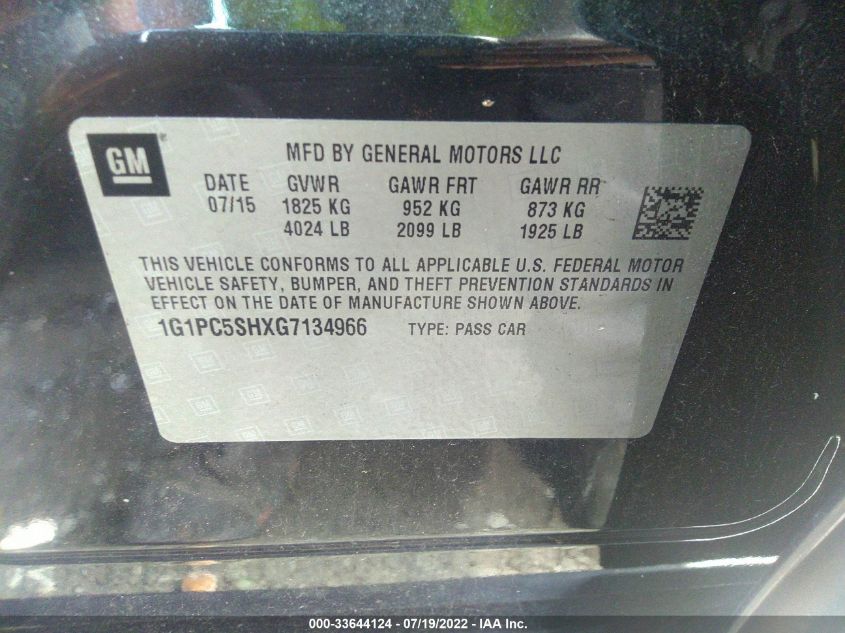 GM
MFD BY GENERAL MOTORS LLC
DATE GVWR GAWR FRT GAWR RR
07/15 1825 KG 952 KG 873 KG
4024 LB 2099 LB 1925 LB
THIS VEHICLE CONFORMS TO ALL APPLICABLE U.S. FEDERAL MOTOR
VEHICLE SAFETY, BUMPER, AND THEFT PREVENTION STANDARDS IN
EFFECT ON THE DATE OF MANUFACTURE SHOWN ABOVE.
1G1PC5SHXG7134966 TYPE: PASS CAR
000-33644124 - 07/19/2022 - IAA Inc.